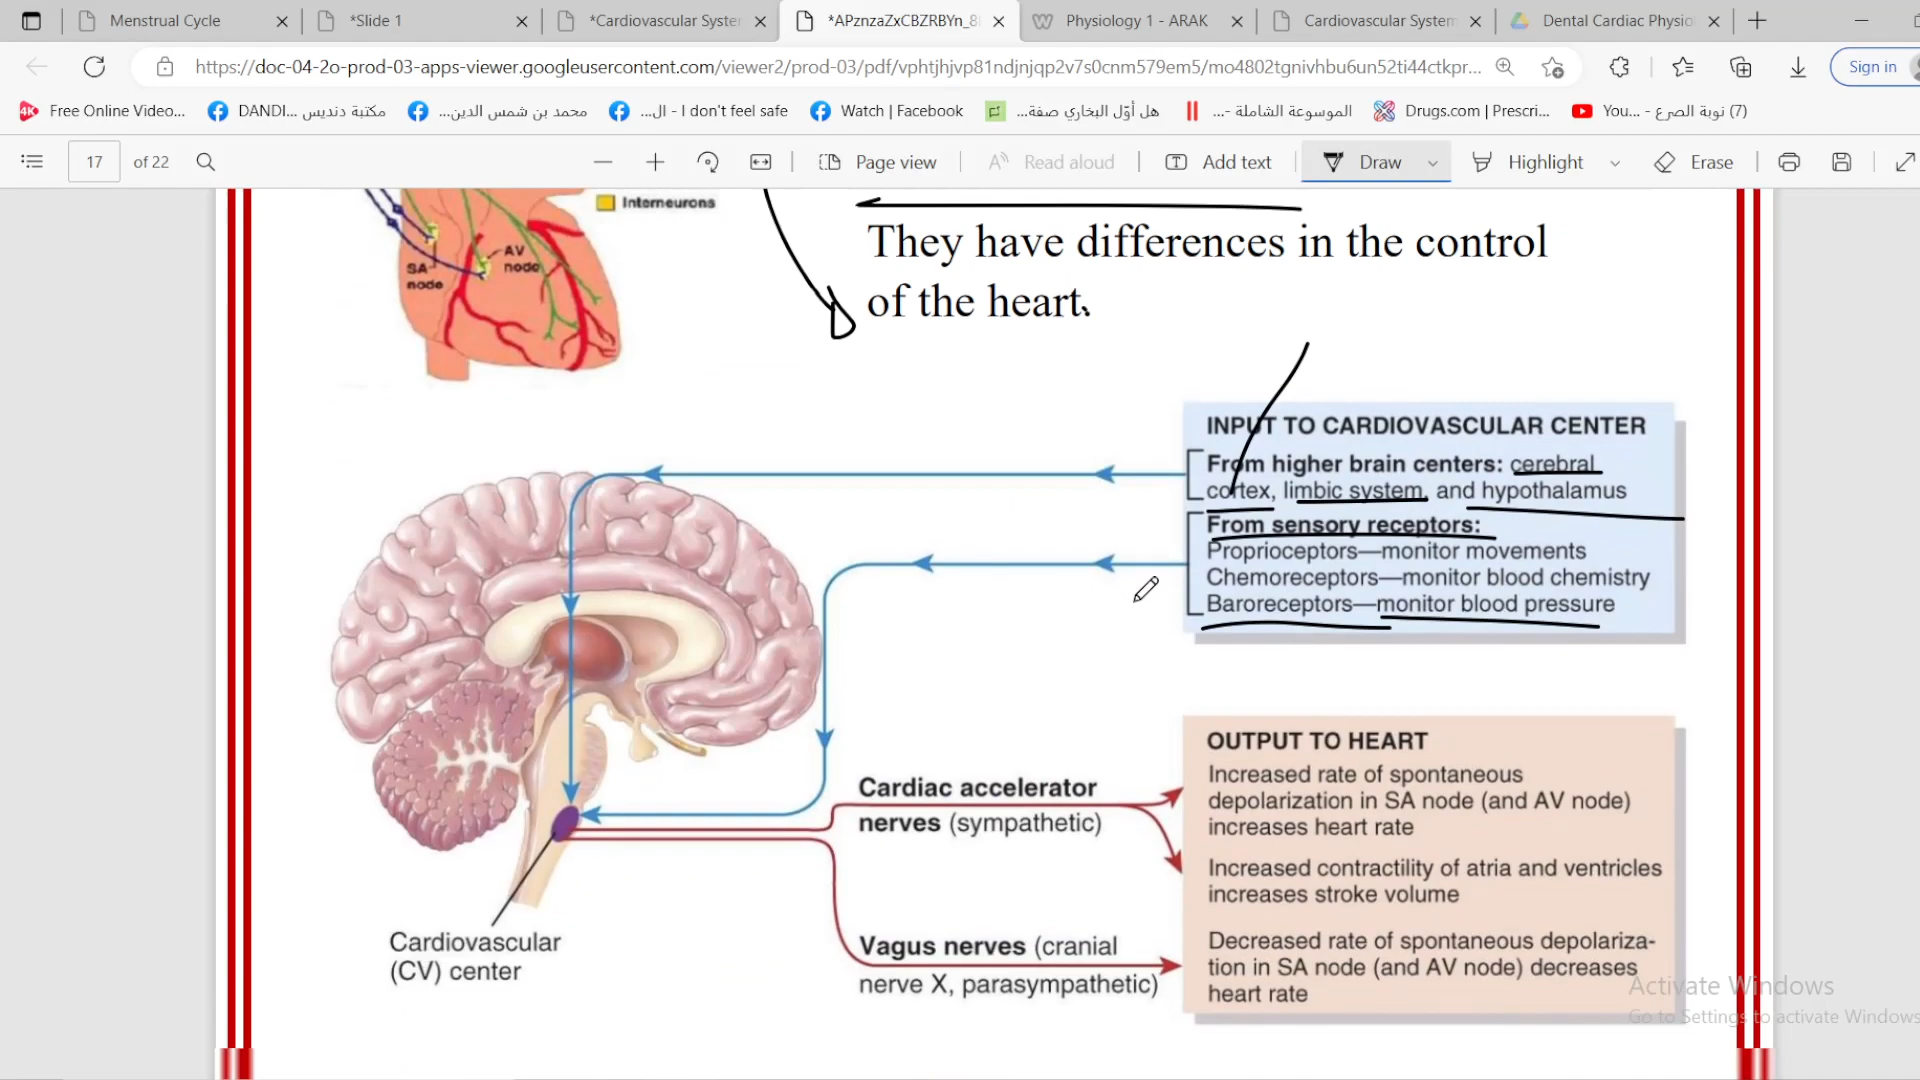 Menstrual Cycle
*Slide 1
*Cardiovascular Syste
*APznzaZxCBZRBYn_8
Physiology 1 - ARAK
Cardiovascular System
Dental Cardiac Physio
https://doc-04-2o-prod-03-apps-viewer.googleusercontent.com/viewer2/prod-03/pdf/vphtjhjvp81ndjnjqp2v7s0cnm579em5/mo4802tgnivhbu6un52ti44ctkpr...
Sign in
Free Online Video...
DANDI... مكتبة دنديس
محمد بن شمس الدين...
ال... - I don't feel safe
Watch | Facebook
هل أوّل البخاري صفة...
الموسوعة الشاملة -...
Drugs.com | Prescri...
(7) نوبة الصرع - You...
17 of 22
Page view
Read aloud
Add text
Draw
Highlight
Erase
Interneurons
SA
node
AV
node
They have differences in the control
of the heart.
INPUT TO CARDIOVASCULAR CENTER
From higher brain centers: cerebral
cortex, limbic system, and hypothalamus
From sensory receptors:
Proprioceptors—monitor movements
Chemoreceptors—monitor blood chemistry
Baroreceptors—monitor blood pressure
Cardiac accelerator
nerves (sympathetic)
OUTPUT TO HEART
Increased rate of spontaneous
depolarization in SA node (and AV node)
increases heart rate
Increased contractility of atria and ventricles
increases stroke volume
Vagus nerves (cranial
nerve X, parasympathetic)
Decreased rate of spontaneous depolariza-
tion in SA node (and AV node) decreases
heart rate
Cardiovascular
(CV) center
Activate Windows
Go to Settings to activate Windows